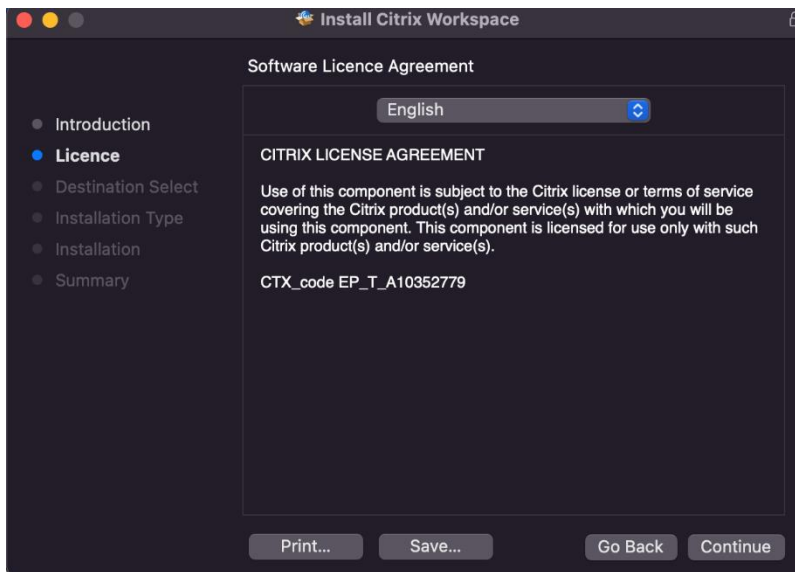 Install Citrix Workspace
Software Licence Agreement
Introduction
Licence
Destination Select
Installation Type
Installation
Summary
English
CITRIX LICENSE AGREEMENT
Use of this component is subject to the Citrix license or terms of service
covering the Citrix product(s) and/or service(s) with which you will be
using this component. This component is licensed for use only with such
Citrix product(s) and/or service(s).
CTX_code EP_T_A10352779
Print...
Save...
Go Back
Continue